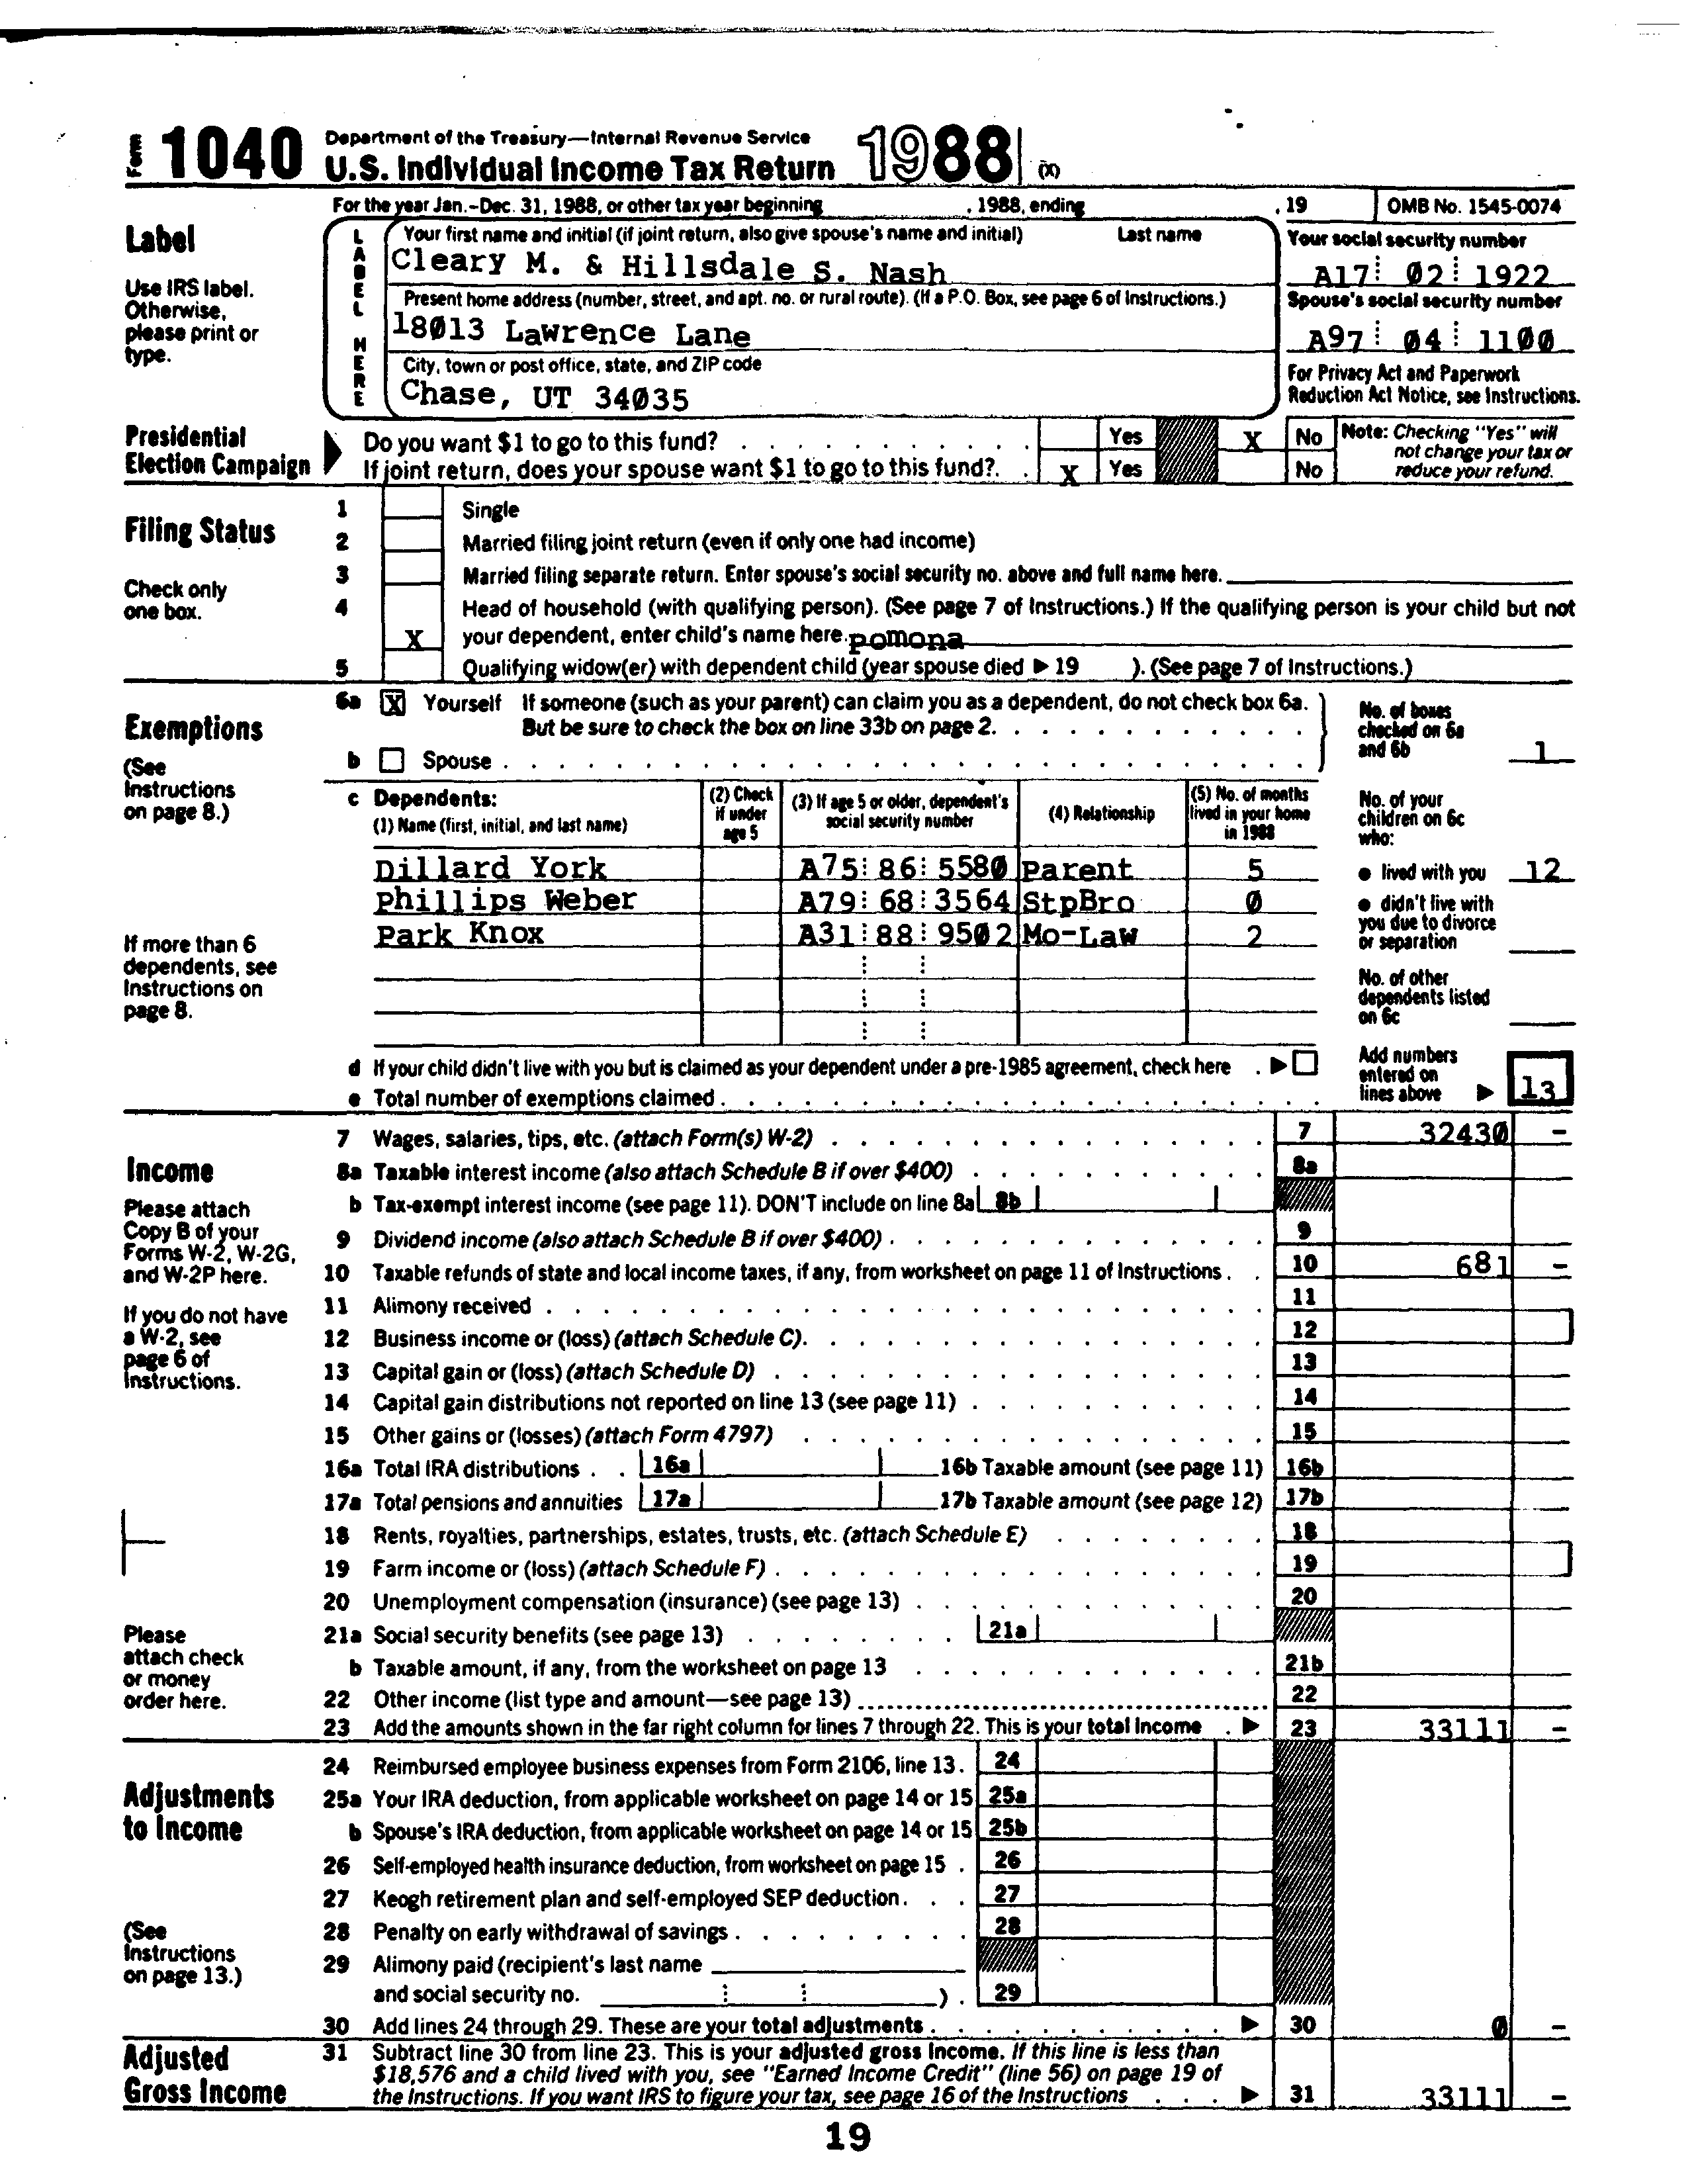 Form 1040 Department of the Treasury—Internal Revenue Service
U.S. Individual Income Tax Return 1988 (X)
For the year Jan.-Dec. 31, 1988, or other tax year beginning , 1988, ending , 19 OMB No. 1545-0074
Label
Use IRS label.
Otherwise,
please print or
type.
LABEL HERE
Your first name and initial (if joint return, also give spouse's name and initial) Last name
Cleary M. & Hillsdale S. Nash
Your social security number
A17 02 1922
Present home address (number, street, and apt. no. or rural route). (If a P.O. Box, see page 6 of Instructions.)
18013 Lawrence Lane
Spouse's social security number
A97 04 1100
City, town or post office, state, and ZIP code
Chase, UT 34035
For Privacy Act and Paperwork
Reduction Act Notice, see Instructions.
Presidential
Election Campaign
Do you want $1 to go to this fund? Yes X No
If joint return, does your spouse want $1 to go to this fund? X Yes No
Note: Checking "Yes" will
not change your tax or
reduce your refund.
Filing Status
Check only
one box.
1 Single
2 Married filing joint return (even if only one had income)
3 Married filing separate return. Enter spouse's social security no. above and full name here.
4 Head of household (with qualifying person). (See page 7 of Instructions.) If the qualifying person is your child but not
X your dependent, enter child's name here. pomona
5 Qualifying widow(er) with dependent child (year spouse died ▶ 19 ). (See page 7 of Instructions.)
Exemptions
(See
Instructions
on page 8.)
6a X Yourself If someone (such as your parent) can claim you as a dependent, do not check box 6a.
But be sure to check the box on line 33b on page 2.
b Spouse
No. of boxes
checked on 6a
and 6b 1
c Dependents:
(1) Name (first, initial, and last name)
(2) Check
if under
age 5
(3) If age 5 or older, dependent's
social security number
(4) Relationship
(5) No. of months
lived in your home
in 1988
Dillard York A75 86 5580 Parent 5
Phillips Weber A79 68 3564 StpBro 0
Park Knox A31 88 9502 Mo-Law 2
If more than 6
dependents, see
Instructions on
page 8.
No. of your
children on 6c
who:
● lived with you 12
● didn't live with
you due to divorce
or separation
No. of other
dependents listed
on 6c
d If your child didn't live with you but is claimed as your dependent under a pre-1985 agreement, check here . ▶
e Total number of exemptions claimed
Add numbers
entered on
lines above ▶ 13
Income
Please attach
Copy B of your
Forms W-2, W-2G,
and W-2P here.
If you do not have
a W-2, see
page 6 of
Instructions.
7 Wages, salaries, tips, etc. (attach Form(s) W-2) 7 32430 –
8a Taxable interest income (also attach Schedule B if over $400) 8a
b Tax-exempt interest income (see page 11). DON'T include on line 8a 8b
9 Dividend income (also attach Schedule B if over $400) 9
10 Taxable refunds of state and local income taxes, if any, from worksheet on page 11 of Instructions 10 681 –
11 Alimony received 11
12 Business income or (loss) (attach Schedule C) 12
13 Capital gain or (loss) (attach Schedule D) 13
14 Capital gain distributions not reported on line 13 (see page 11) 14
15 Other gains or (losses) (attach Form 4797) 15
16a Total IRA distributions 16a 16b Taxable amount (see page 11) 16b
17a Total pensions and annuities 17a 17b Taxable amount (see page 12) 17b
18 Rents, royalties, partnerships, estates, trusts, etc. (attach Schedule E) 18
19 Farm income or (loss) (attach Schedule F) 19
20 Unemployment compensation (insurance) (see page 13) 20
21a Social security benefits (see page 13) 21a
b Taxable amount, if any, from the worksheet on page 13 21b
22 Other income (list type and amount—see page 13) 22
23 Add the amounts shown in the far right column for lines 7 through 22. This is your total income ▶ 23 33111 –
Please
attach check
or money
order here.
Adjustments
to Income
(See
Instructions
on page 13.)
24 Reimbursed employee business expenses from Form 2106, line 13. 24
25a Your IRA deduction, from applicable worksheet on page 14 or 15 25a
b Spouse's IRA deduction, from applicable worksheet on page 14 or 15 25b
26 Self-employed health insurance deduction, from worksheet on page 15 26
27 Keogh retirement plan and self-employed SEP deduction 27
28 Penalty on early withdrawal of savings 28
29 Alimony paid (recipient's last name
and social security no. ) . 29
30 Add lines 24 through 29. These are your total adjustments ▶ 30 0 –
Adjusted
Gross Income
31 Subtract line 30 from line 23. This is your adjusted gross income. If this line is less than
$18,576 and a child lived with you, see "Earned Income Credit" (line 56) on page 19 of
the Instructions. If you want IRS to figure your tax, see page 16 of the Instructions ▶ 31 33111 –
19